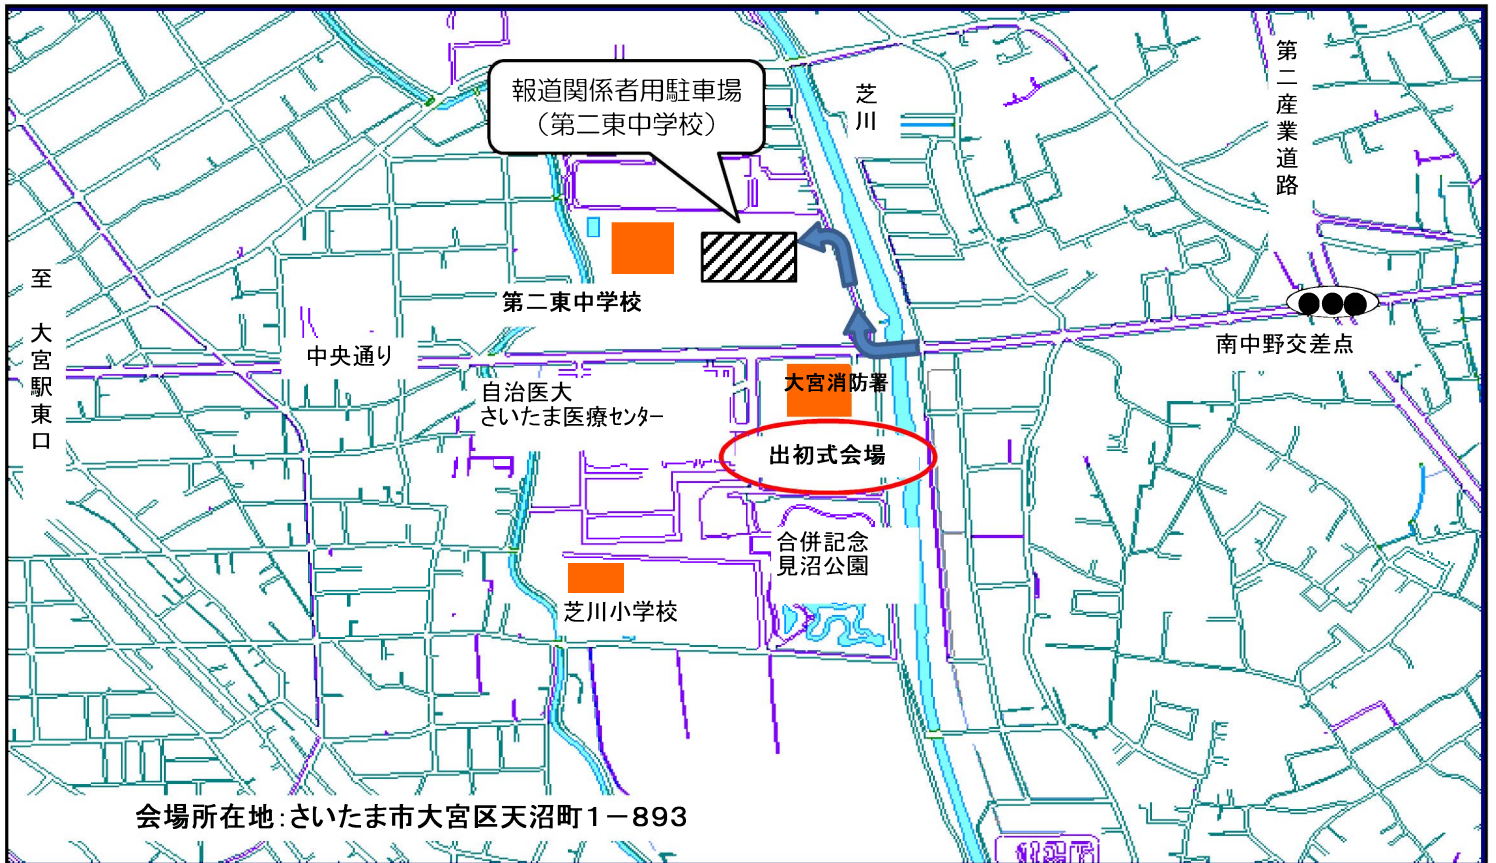 報道関係者用駐車場
（第二東中学校）
芝川
第二産業道路
至 大宮駅東口
第二東中学校
中央通り
南中野交差点
自治医大
さいたま医療センター
大宮消防署
出初式会場
合併記念
見沼公園
芝川小学校
会場所在地：さいたま市大宮区天沼町１－８９３